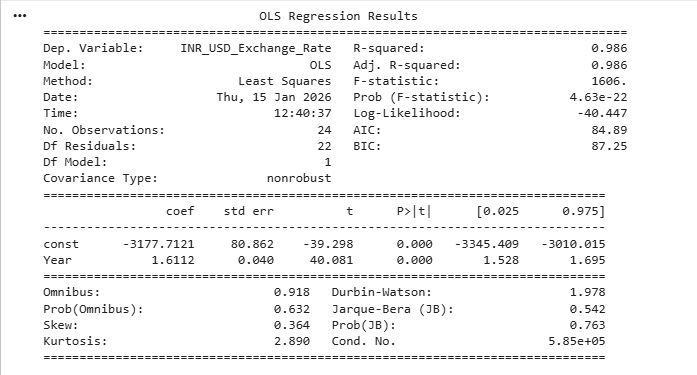 •••
OLS Regression Results
==============================================================================
Dep. Variable: INR_USD_Exchange_Rate R-squared: 0.986
Model: OLS Adj. R-squared: 0.986
Method: Least Squares F-statistic: 1606.
Date: Thu, 15 Jan 2026 Prob (F-statistic): 4.63e-22
Time: 12:40:37 Log-Likelihood: -40.447
No. Observations: 24 AIC: 84.89
Df Residuals: 22 BIC: 87.25
Df Model: 1
Covariance Type: nonrobust
==============================================================================
coef std err t P>|t| [0.025 0.975]
------------------------------------------------------------------------------
const -3177.7121 80.862 -39.298 0.000 -3345.409 -3010.015
Year 1.6112 0.040 40.081 0.000 1.528 1.695
==============================================================================
Omnibus: 0.918 Durbin-Watson: 1.978
Prob(Omnibus): 0.632 Jarque-Bera (JB): 0.542
Skew: 0.364 Prob(JB): 0.763
Kurtosis: 2.890 Cond. No. 5.85e+05
==============================================================================